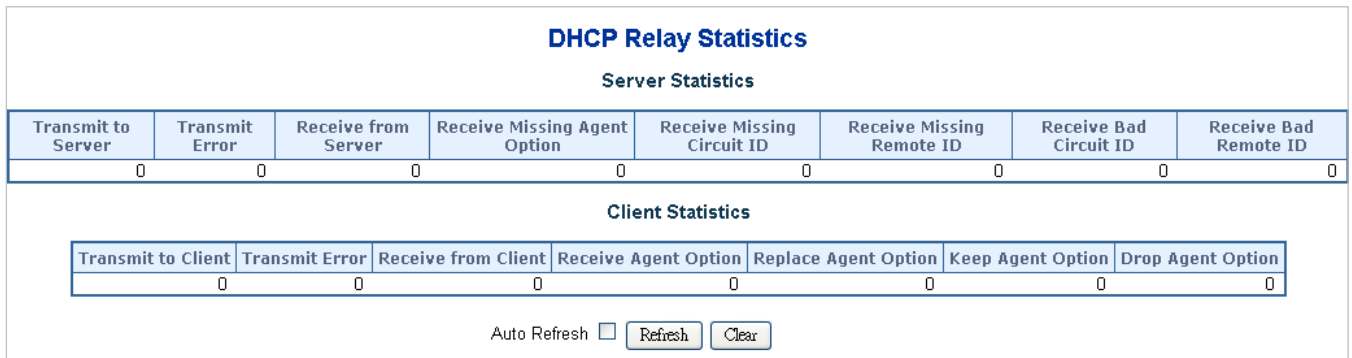 DHCP Relay Statistics
Server Statistics
Transmit to Server Transmit Error Receive from Server Receive Missing Agent Option Receive Missing Circuit ID Receive Missing Remote ID Receive Bad Circuit ID Receive Bad Remote ID
0 0 0 0 0 0 0 0
Client Statistics
Transmit to Client Transmit Error Receive from Client Receive Agent Option Replace Agent Option Keep Agent Option Drop Agent Option
0 0 0 0 0 0 0
Auto Refresh Refresh Clear